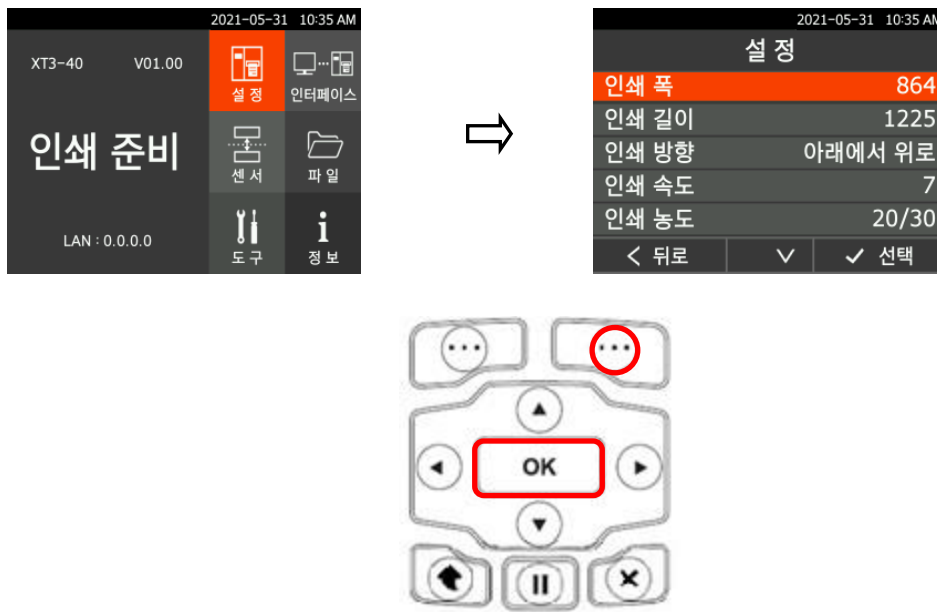 2021-05-31 10:35 AM
XT3-40 V01.00
인쇄 준비
LAN : 0.0.0.0
설 정
인터페이스
센 서
파 일
도 구
정 보
2021-05-31 10:35 AM
설 정
인쇄 폭 864
인쇄 길이 1225
인쇄 방향 아래에서 위로
인쇄 속도 7
인쇄 농도 20/30
뒤로 선택
OK